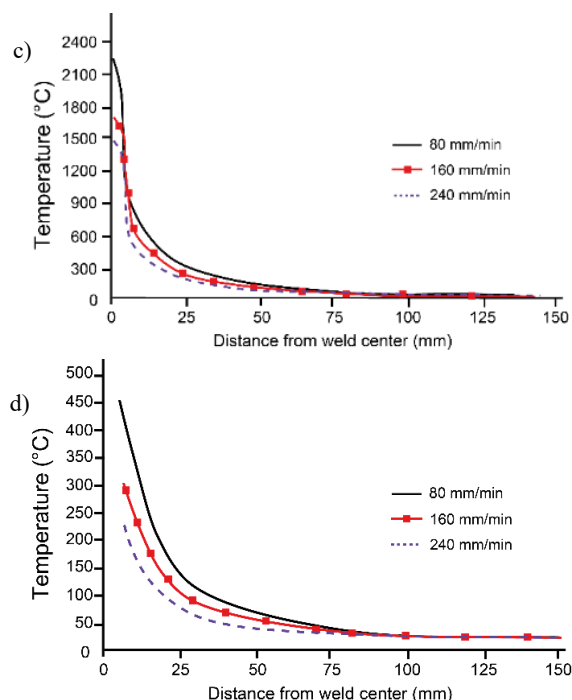 c)
2400
2100
1800
1500
1200
900
600
300
0
Temperature (°C)
80 mm/min
160 mm/min
240 mm/min
0
25
50
75
100
125
150
Distance from weld center (mm)
d)
500
450
400
350
300
250
200
150
100
50
0
Temperature (°C)
80 mm/min
160 mm/min
240 mm/min
0
25
50
75
100
125
150
Distance from weld center (mm)